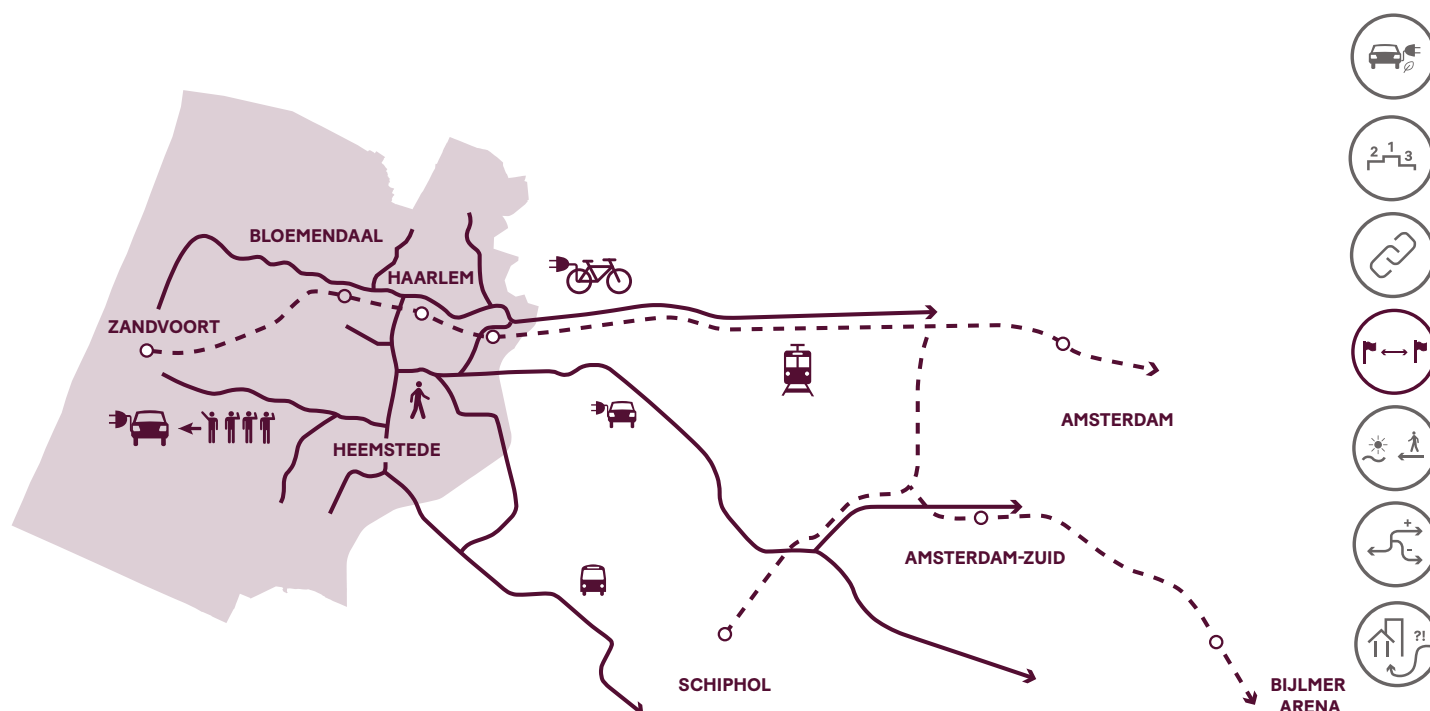 2 1 3
BLOEMENDAAL
HAARLEM
ZANDVOORT
AMSTERDAM
HEEMSTEDE
+
-
AMSTERDAM-ZUID
?!
SCHIPHOL
BIJLMER
ARENA